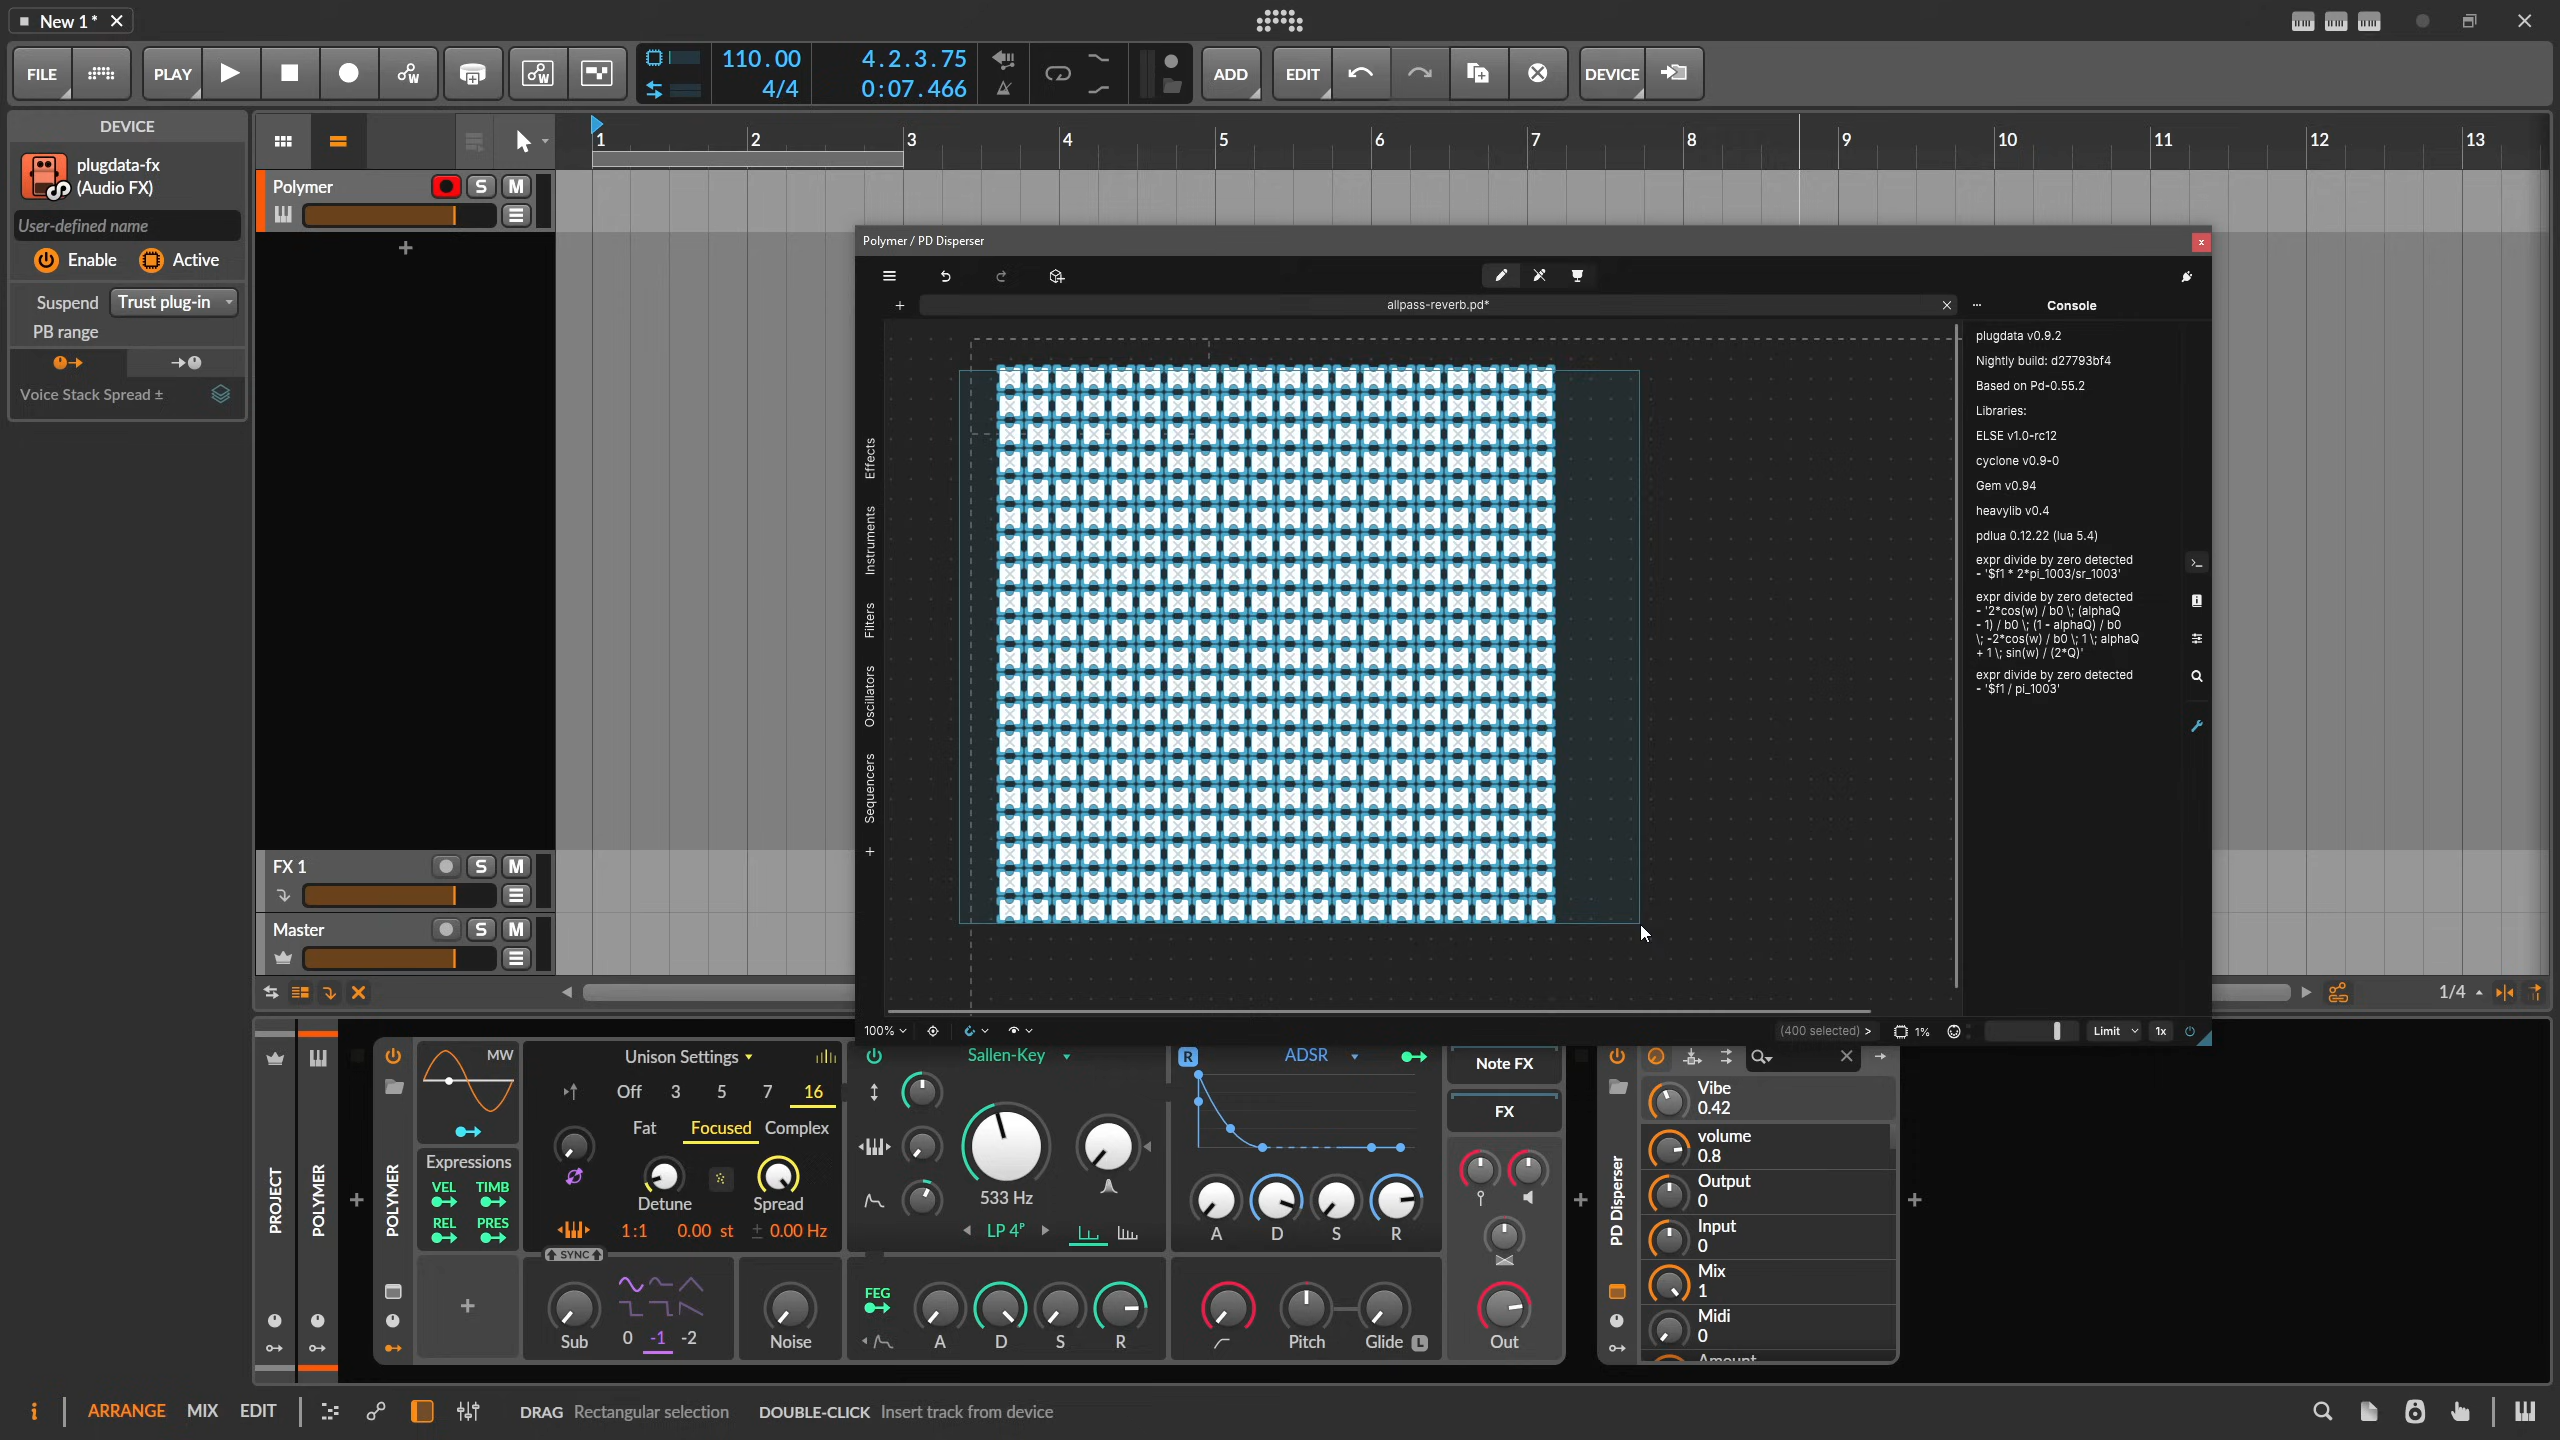 New 1*
FILE
PLAY
110.00
4/4
4.2.3.75
0:07.466
ADD
EDIT
DEVICE
DEVICE
plugdata-fx
(Audio FX)
User-defined name
Enable
Active
Suspend
Trust plug-in
PB range
Voice Stack Spread ±
1 2 3 4 5 6 7 8 9 10 11 12 13
Polymer
S
M
FX 1
S
M
Master
S
M
1/4
Polymer / PD Disperser
allpass-reverb.pd*
Console
Effects
Instruments
Filters
Oscillators
Sequencers
plugdata v0.9.2
Nightly build: d27793bf4
Based on Pd-0.55.2
Libraries:
ELSE v1.0-rc12
cyclone v0.9-0
Gem v0.94
heavylib v0.4
pdlua 0.12.22 (lua 5.4)
expr divide by zero detected
- '$f1 * 2*pi_1003/sr_1003'
expr divide by zero detected
- '2*cos(w) / b0 \; (alphaQ
- 1) / b0 \; (1 - alphaQ) / b0
\; -2*cos(w) / b0 \; 1 \; alphaQ
+ 1 \; sin(w) / (2*Q)'
expr divide by zero detected
- '$f1 / pi_1003'
100%
(400 selected) >
1%
Limit
1x
PROJECT
POLYMER
POLYMER
MW
Expressions
VEL
TIMB
REL
PRES
Unison Settings
Off 3 5 7 16
Fat Focused Complex
Detune
Spread
1:1 0.00 st ± 0.00 Hz
SYNC
Sub
0 -1 -2
Noise
Sallen-Key
533 Hz
LP 4ᴾ
FEG
A D S R
R
ADSR
A D S R
Pitch
Glide
L
Note FX
FX
Out
PD Disperser
Vibe
0.42
volume
0.8
Output
0
Input
0
Mix
1
Midi
0
Amount
ARRANGE
MIX
EDIT
DRAG Rectangular selection
DOUBLE-CLICK Insert track from device